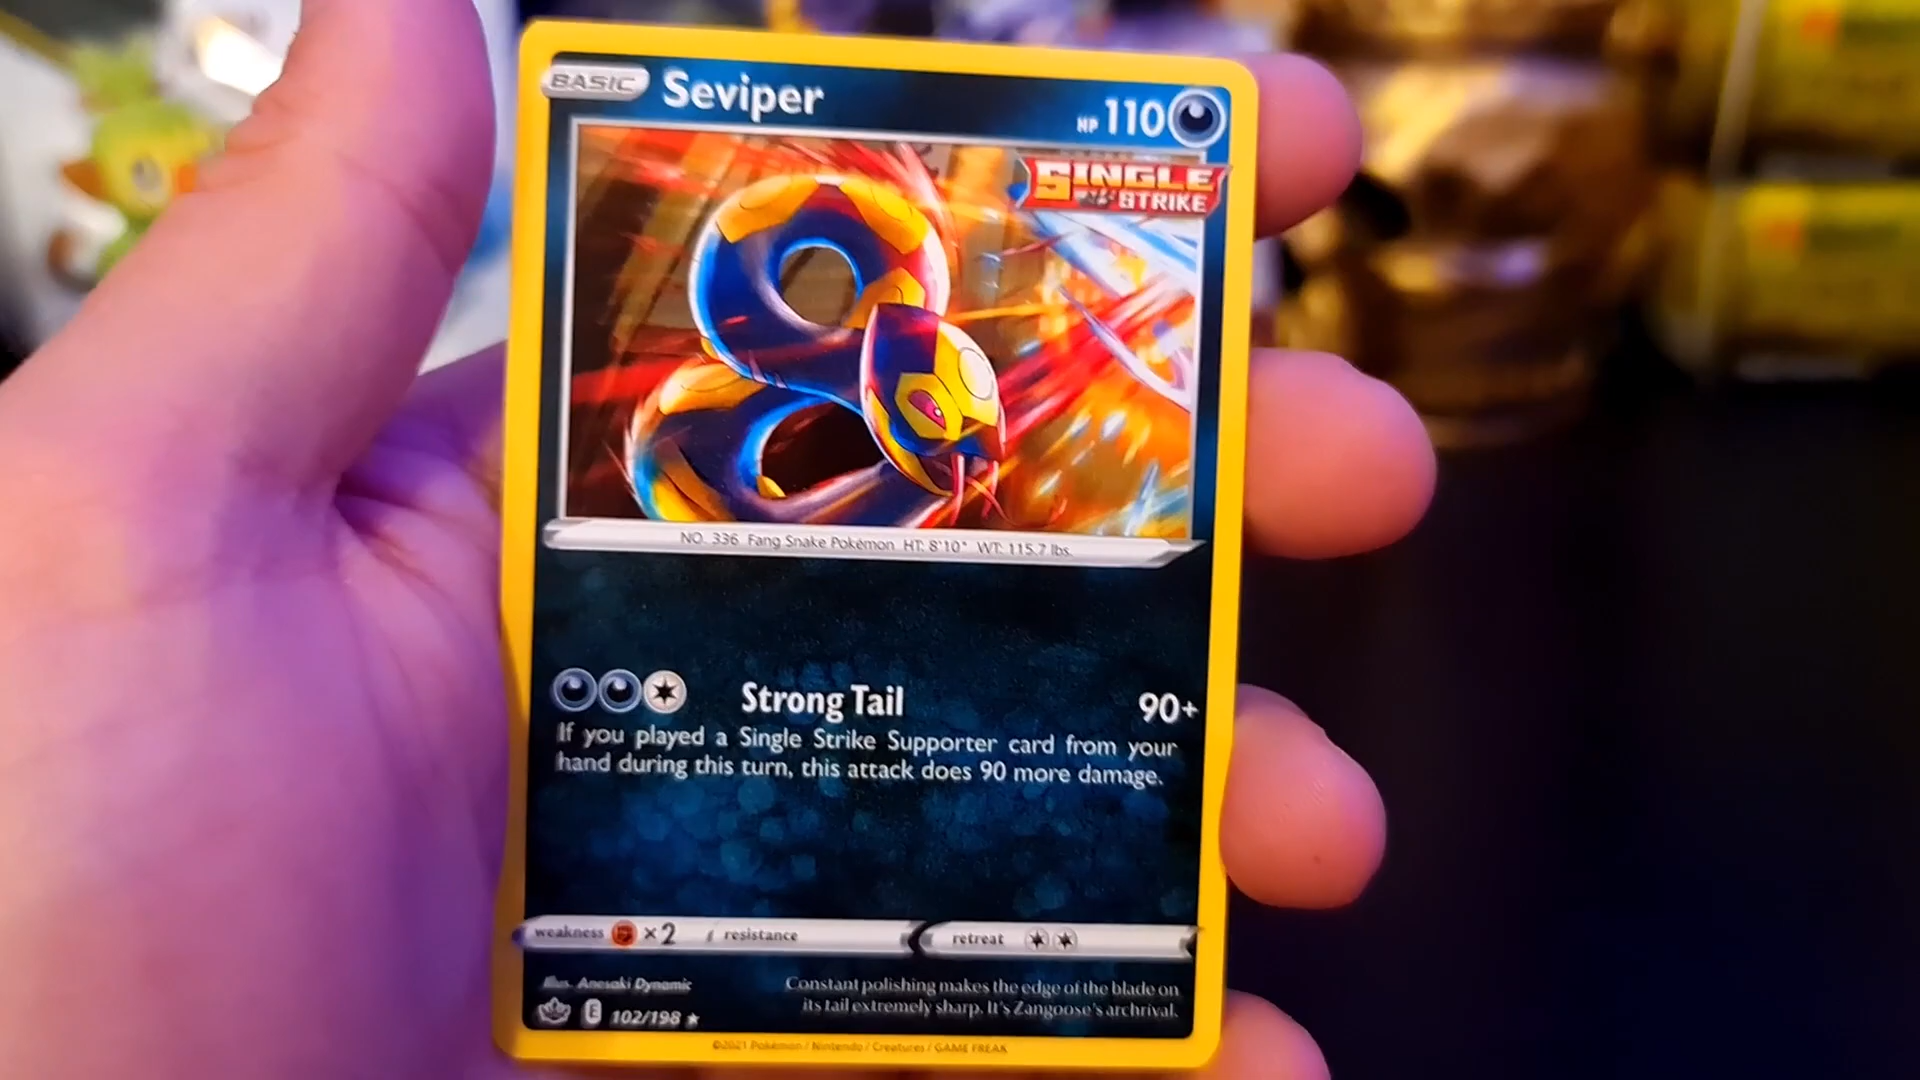 BASIC Seviper HP 110
SINGLE
STRIKE
NO. 336 Fang Snake Pokémon HT: 8'10" WT: 115.7 lbs.
Strong Tail 90+
If you played a Single Strike Supporter card from your
hand during this turn, this attack does 90 more damage.
weakness ×2 resistance retreat
Illus. Anesaki Dynamic
Constant polishing makes the edge of the blade on
its tail extremely sharp. It's Zangoose's archrival.
E 102/198 ★
©2021 Pokémon / Nintendo / Creatures / GAME FREAK